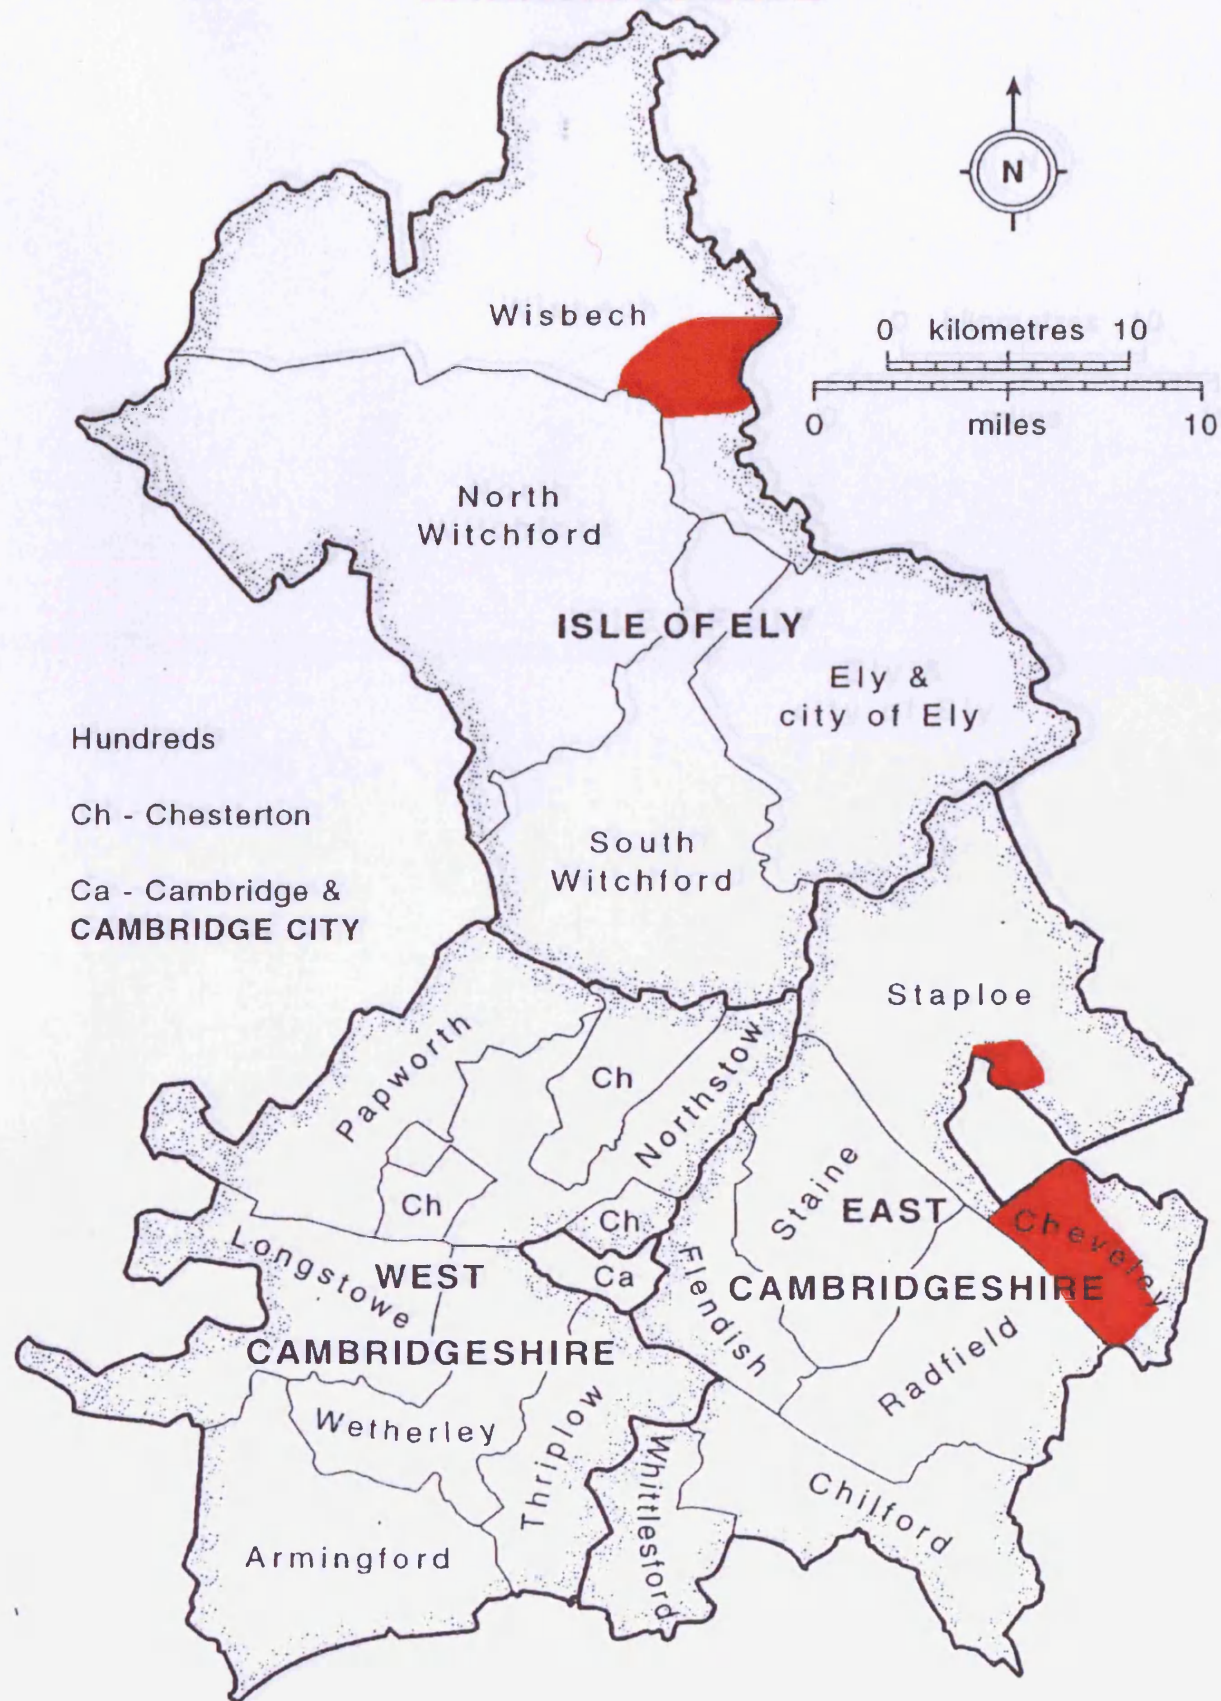 N
Wisbech
0 kilometres 10
0 miles 10
North
Witchford
ISLE OF ELY
Ely &
city of Ely
Hundreds
Ch - Chesterton
Ca - Cambridge &
CAMBRIDGE CITY
South
Witchford
Staploe
Papworth
Ch
Northstow
Ch
Ch
Staine
EAST
CAMBRIDGESHIRE
Cheveley
Longstowe
WEST
CAMBRIDGESHIRE
Ca
Flendish
Radfield
Wetherley
Thriplow
Whittlesford
Chilford
Armingford